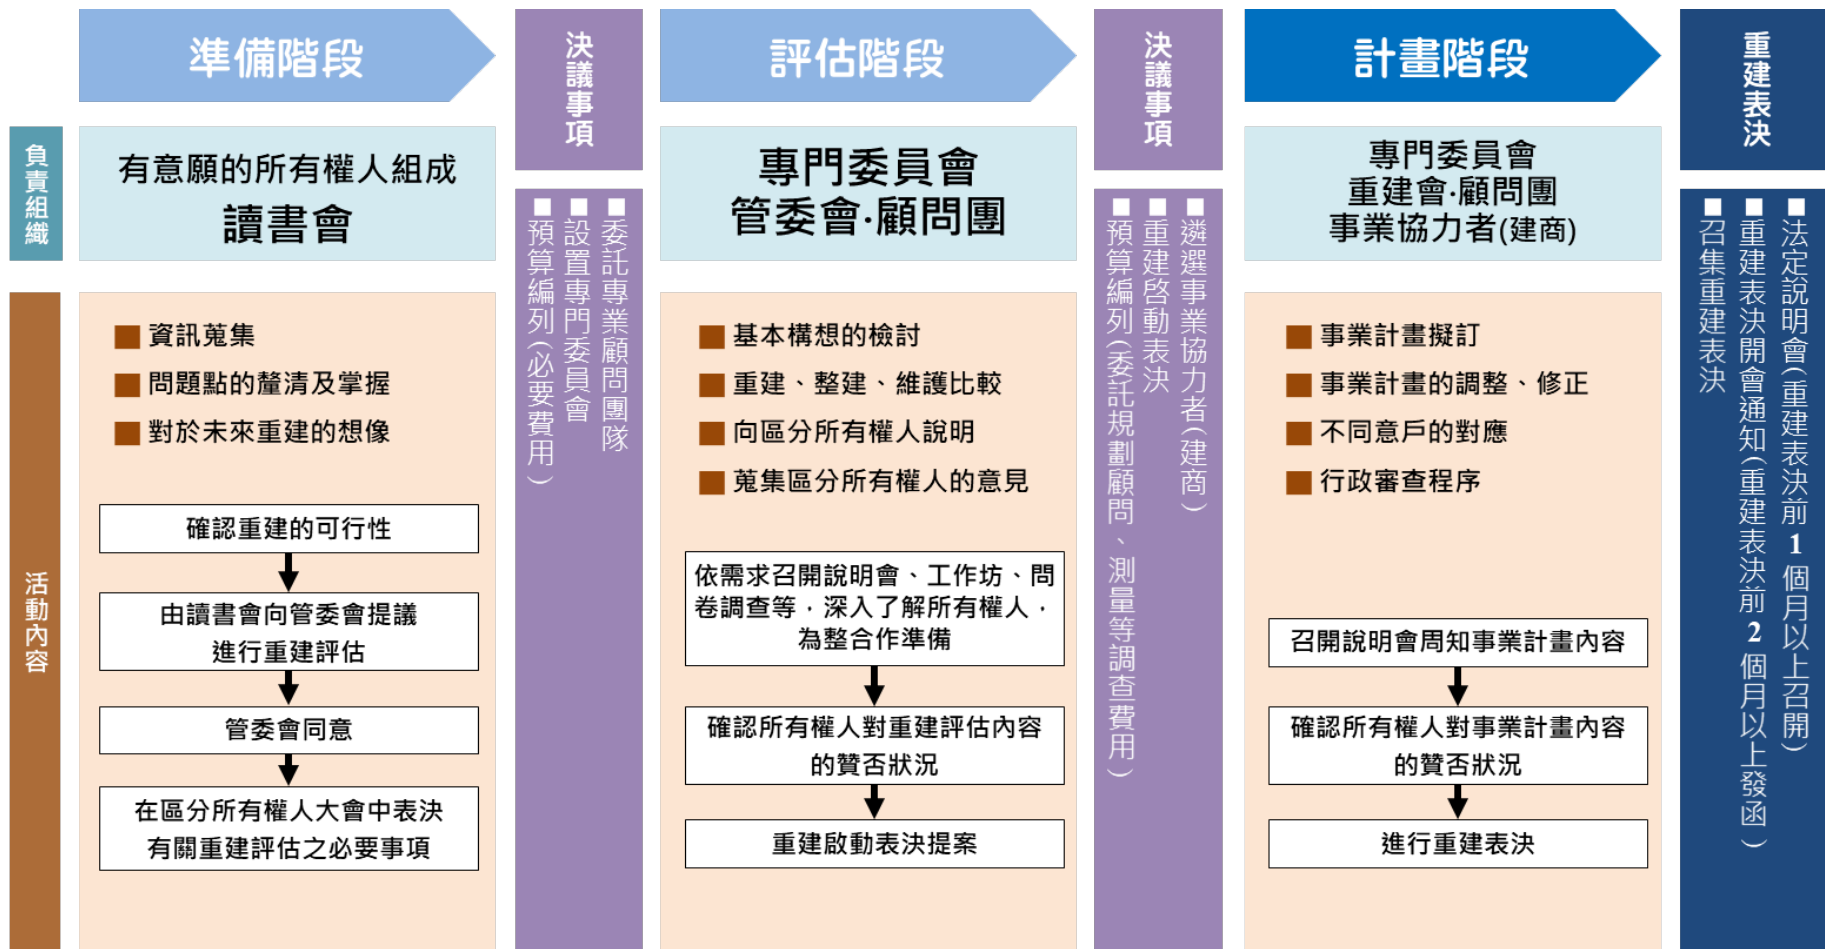 準備階段
決議事項
評估階段
決議事項
計畫階段
重建表決
負責組織
有意願的所有權人組成
讀書會
專門委員會
管委會‧顧問團
專門委員會
重建會‧顧問團
事業協力者(建商)
活動內容
■ 資訊蒐集
■ 問題點的釐清及掌握
■ 對於未來重建的想像
確認重建的可行性
由讀書會向管委會提議
進行重建評估
管委會同意
在區分所有權人大會中表決
有關重建評估之必要事項
■委託專業顧問團隊
■設置專門委員會
■預算編列(必要費用)
■ 基本構想的檢討
■ 重建、整建、維護比較
■ 向區分所有權人說明
■ 蒐集區分所有權人的意見
依需求召開說明會、工作坊、問
卷調查等，深入了解所有權人，
為整合作準備
確認所有權人對重建評估內容
的贊否狀況
重建啟動表決提案
■遴選事業協力者(建商)
■重建啓動表決
■預算編列(委託規劃顧問、測量等調查費用)
■ 事業計畫擬訂
■ 事業計畫的調整、修正
■ 不同意戶的對應
■ 行政審查程序
召開說明會周知事業計畫內容
確認所有權人對事業計畫內容
的贊否狀況
進行重建表決
■法定說明會(重建表決前1個月以上召開)
■重建表決開會通知(重建表決前2個月以上發函)
■召集重建表決